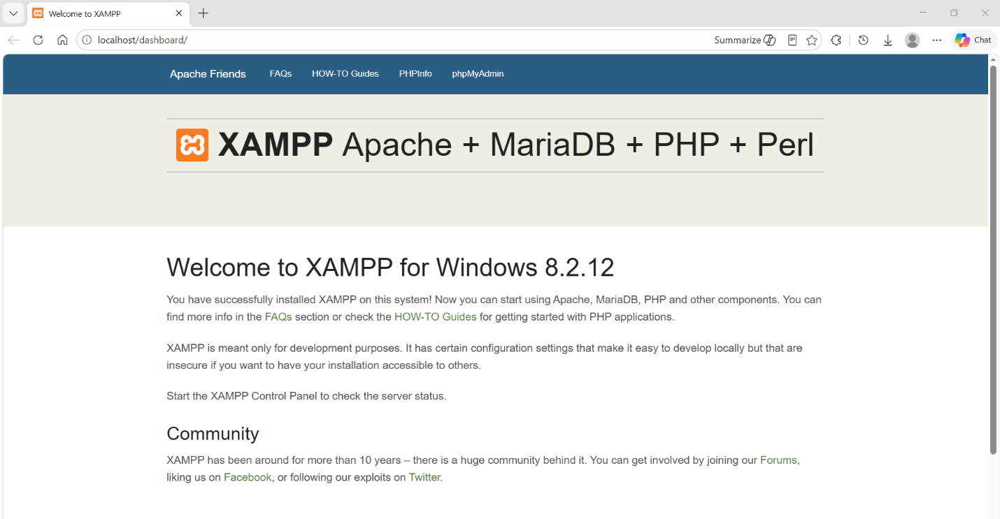 Welcome to XAMPP
localhost/dashboard/
Summarize
Chat
Apache Friends
FAQs
HOW-TO Guides
PHPInfo
phpMyAdmin
XAMPP Apache + MariaDB + PHP + Perl
Welcome to XAMPP for Windows 8.2.12
You have successfully installed XAMPP on this system! Now you can start using Apache, MariaDB, PHP and other components. You can
find more info in the FAQs section or check the HOW-TO Guides for getting started with PHP applications.
XAMPP is meant only for development purposes. It has certain configuration settings that make it easy to develop locally but that are
insecure if you want to have your installation accessible to others.
Start the XAMPP Control Panel to check the server status.
Community
XAMPP has been around for more than 10 years – there is a huge community behind it. You can get involved by joining our Forums,
liking us on Facebook, or following our exploits on Twitter.